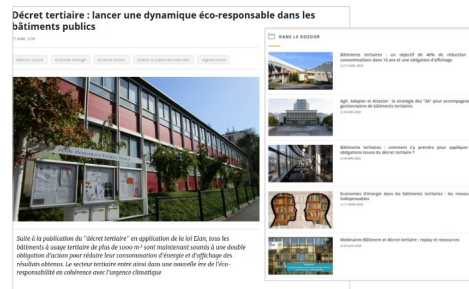 Décret tertiaire : lancer une dynamique éco-responsable dans les
bâtiments publics
DANS LE DOSSIER
Bâtiments tertiaires : un objectif de 40% de réduction
consommations dans 10 ans et une obligation d'affichage
Agir, Adapter et Attester : la stratégie des "3A" pour accompagner
gestionnaires de bâtiments tertiaires
Bâtiments tertiaires : comment s'y prendre pour appliquer
obligations issues du décret tertiaire ?
Economies d'énergie dans les bâtiments tertiaires : les ressou
indispensables
Webinaires Bâtiment et décret tertiaire : replay et ressources
Suite à la publication du "décret tertiaire" en application de la loi Elan, tous les
bâtiments à usage tertiaire de plus de 1000 m² sont maintenant soumis à une double
obligation d'action pour réduire leur consommation d'énergie et d'affichage des
résultats obtenus. Le secteur tertiaire entre ainsi dans une nouvelle ère de l'éco-
responsabilité en cohérence avec l'urgence climatique